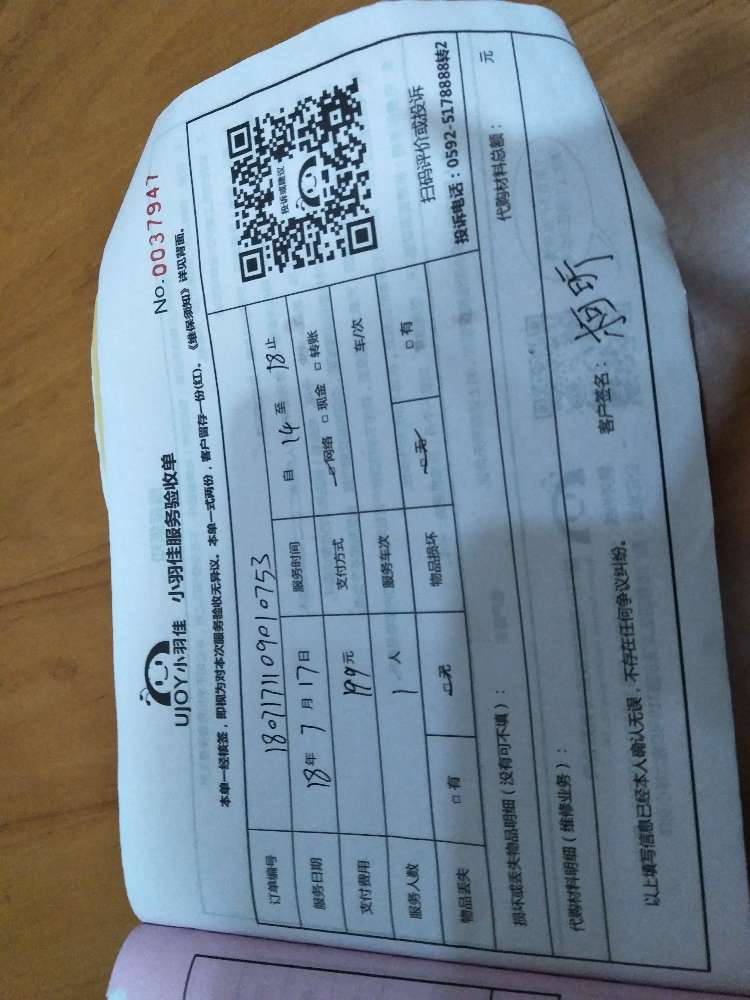 UJOY小羽佳 小羽佳服务验收单 No.0037947
本单一经核签，即视为对本次服务验收无异议。本单一式两份，客户留存一份(红)。《维保须知》详见背面。
订单编号 180717110901010753
服务日期 18年7月17日 服务时间 自 14 至 18 止
支付费用 199元 支付方式 网络 □现金 □转账
服务人数 1 人 服务车次 车/次
物品丢失 □有 □无 物品损坏 □无 □有
投诉或建议
扫码评价或投诉
投诉电话：0592-5178888转2
损坏或丢失物品明细（没有可不填）：
代购材料明细（维修业务）： 代购材料总额： 元
以上填写信息已经本人确认无误，不存在任何争议纠纷。 客户签名：